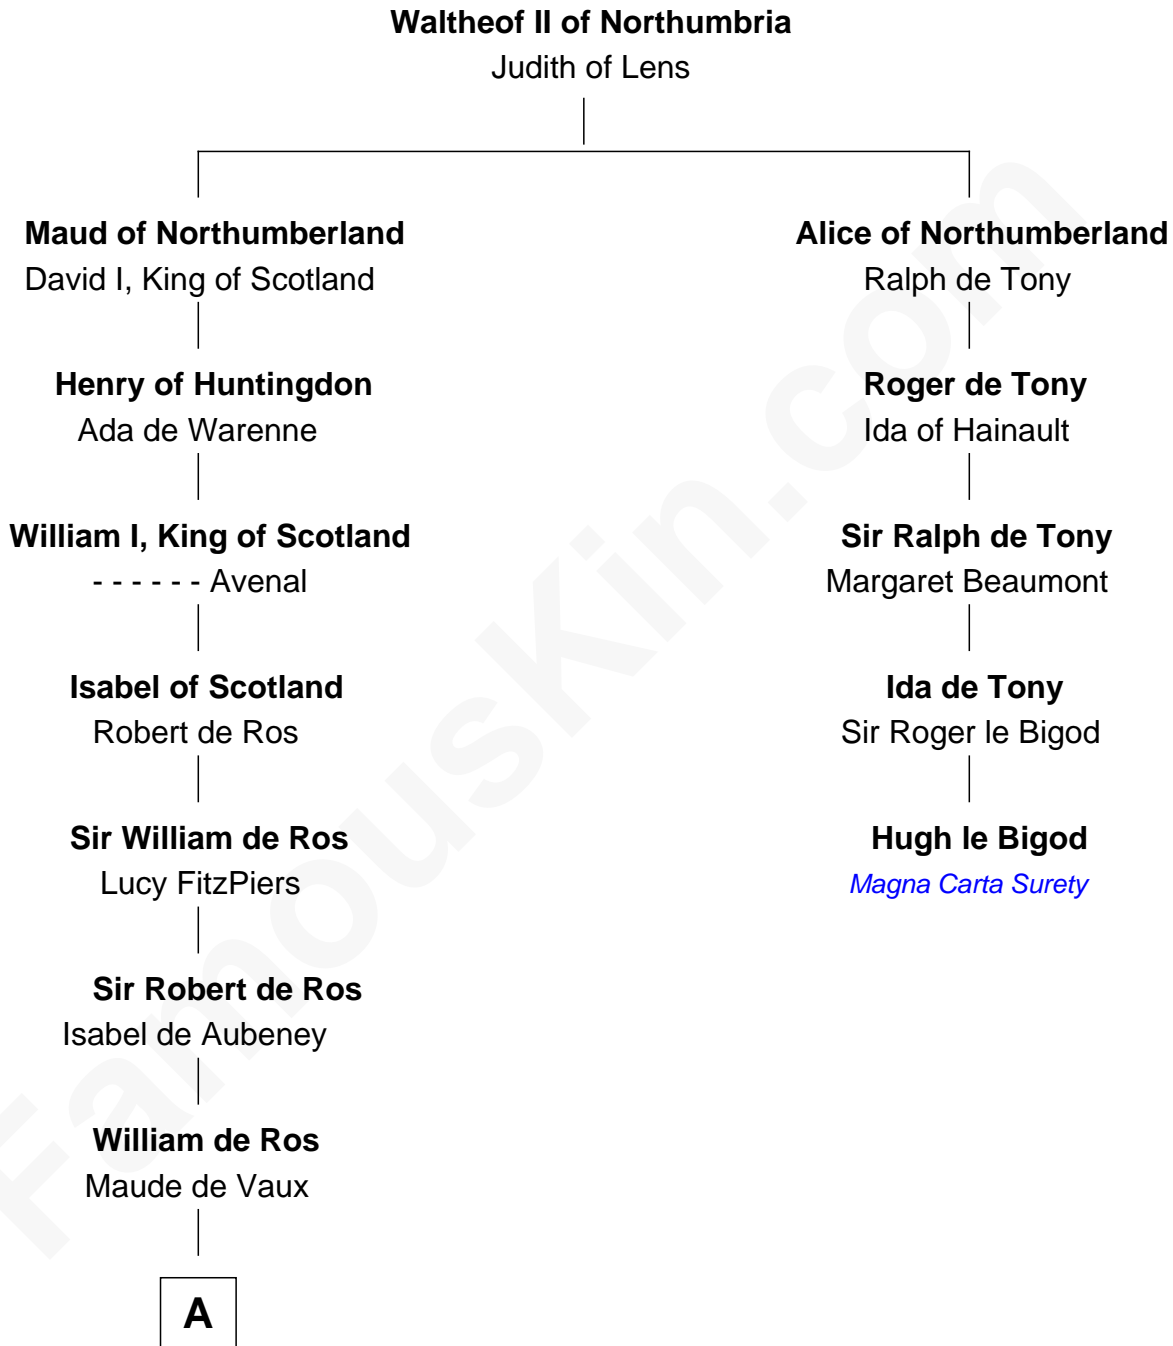 Waltheof II of Northumbria
Judith of Lens
Maud of Northumberland
David I, King of Scotland
Alice of Northumberland
Ralph de Tony
Henry of Huntingdon
Ada de Warenne
Roger de Tony
Ida of Hainault
William I, King of Scotland
- - - - - - Avenal
Sir Ralph de Tony
Margaret Beaumont
Isabel of Scotland
Robert de Ros
Ida de Tony
Sir Roger le Bigod
Sir William de Ros
Lucy FitzPiers
Hugh le Bigod
Magna Carta Surety
Sir Robert de Ros
Isabel de Aubeney
William de Ros
Maude de Vaux
A
FamousKin.com